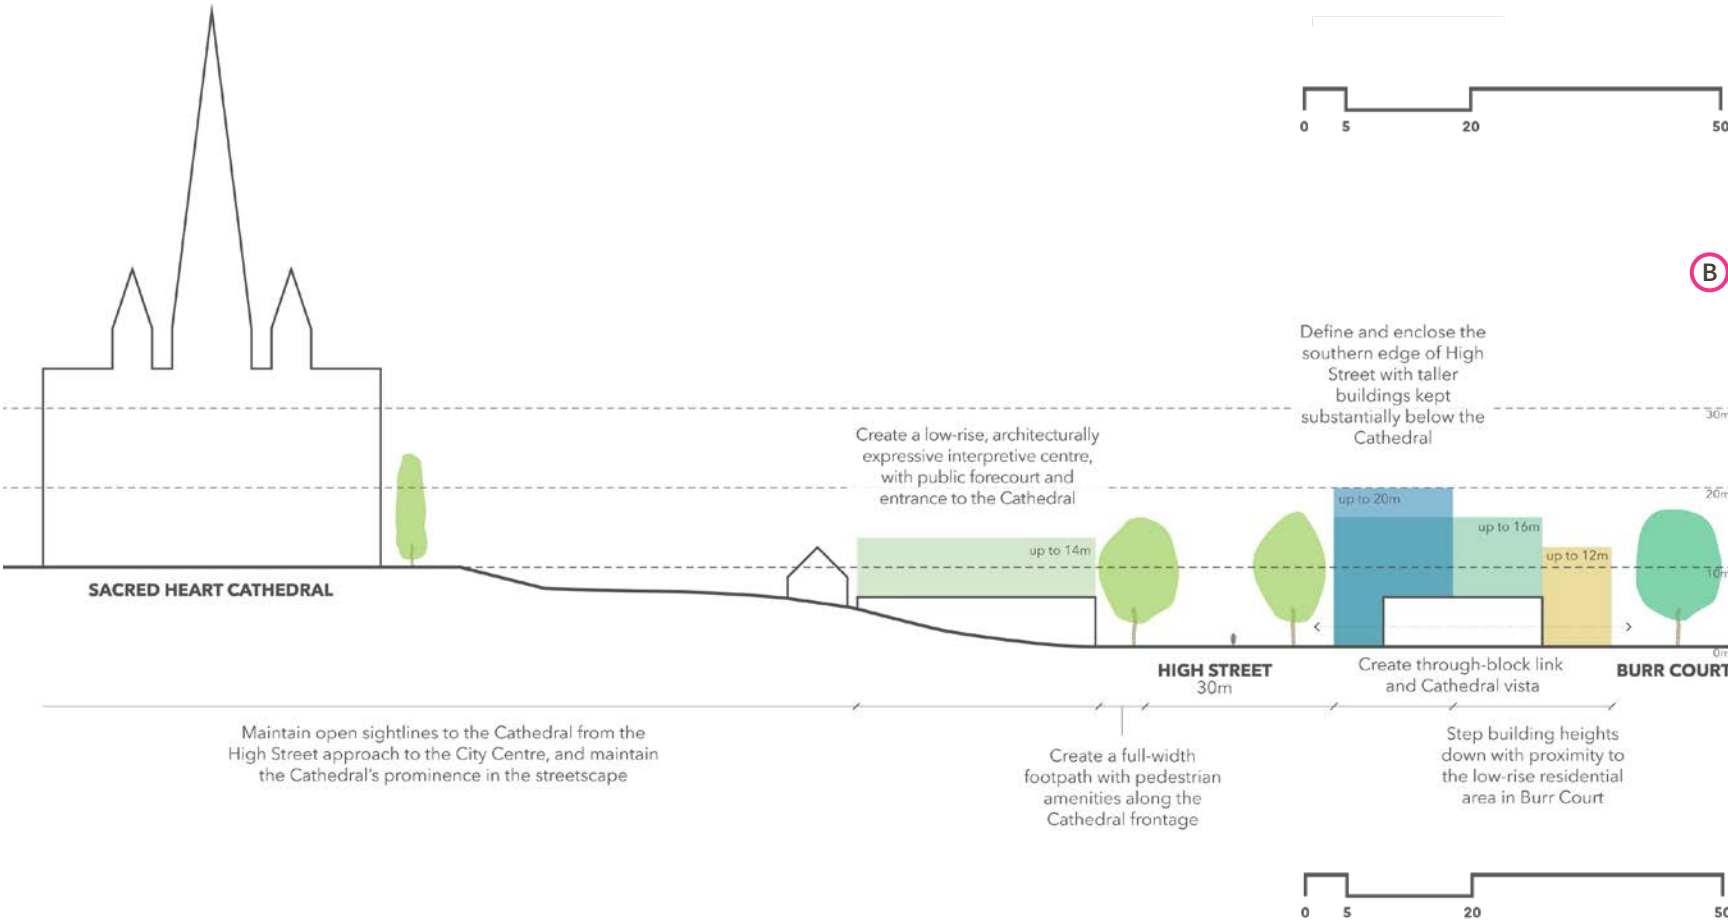 0 5 20 50
B
Define and enclose the
southern edge of High
Street with taller
buildings kept
substantially below the
Cathedral
30m
Create a low-rise, architecturally
expressive interpretive centre,
with public forecourt and
entrance to the Cathedral
20m
up to 20m
up to 16m
up to 14m
up to 12m
10m
SACRED HEART CATHEDRAL
0m
HIGH STREET
30m
Create through-block link
and Cathedral vista
BURR COURT
Maintain open sightlines to the Cathedral from the
High Street approach to the City Centre, and maintain
the Cathedral's prominence in the streetscape
Create a full-width
footpath with pedestrian
amenities along the
Cathedral frontage
Step building heights
down with proximity to
the low-rise residential
area in Burr Court
0 5 20 50